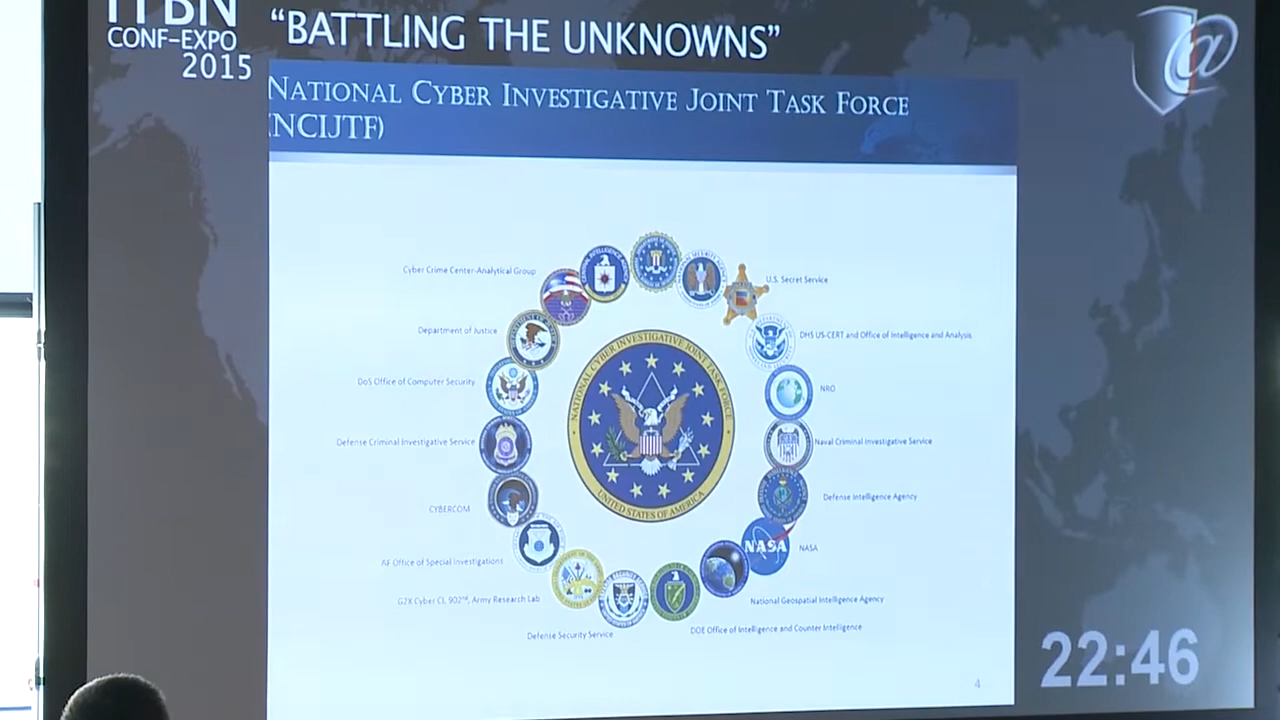 ITBN
CONF-EXPO
2015
“BATTLING THE UNKNOWNS”
NATIONAL CYBER INVESTIGATIVE JOINT TASK FORCE
(NCIJTF)
Cyber Crime Center-Analytical Group
U.S. Secret Service
Department of Justice
DHS US-CERT and Office of Intelligence and Analysis
DoS Office of Computer Security
NRO
Defense Criminal Investigative Service
Naval Criminal Investigative Service
CYBERCOM
Defense Intelligence Agency
AF Office of Special Investigations
NASA
NASA
G2X Cyber CI, 902nd, Army Research Lab
National Geospatial Intelligence Agency
Defense Security Service
DOE Office of Intelligence and Counter Intelligence
NATIONAL CYBER INVESTIGATIVE JOINT TASK FORCE
UNITED STATES OF AMERICA
4
22:46